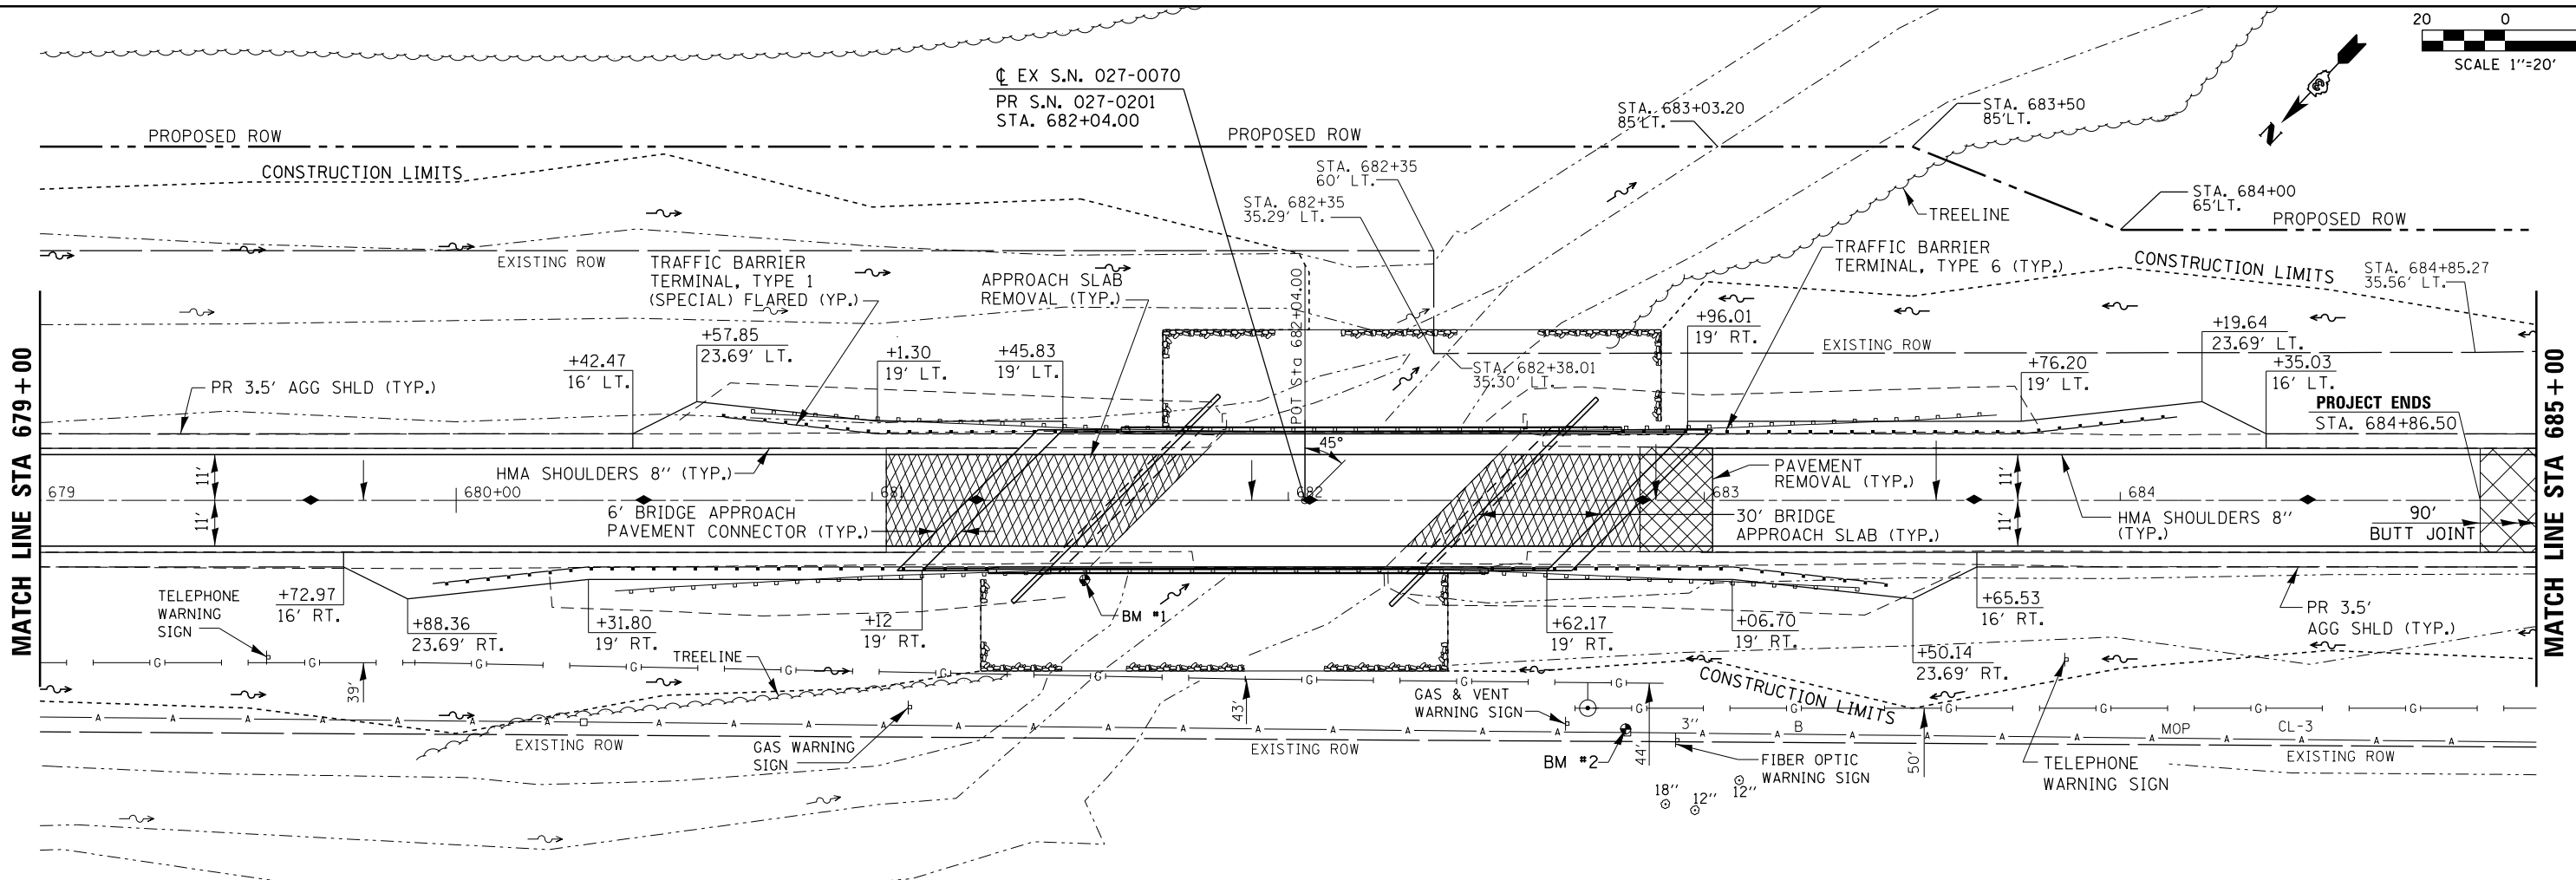 20 0
SCALE 1"=20'
N
℄ EX S.N. 027-0070
PR S.N. 027-0201
STA. 682+04.00
STA. 683+03.20
85'LT.
STA. 683+50
85'LT.
PROPOSED ROW
PROPOSED ROW
CONSTRUCTION LIMITS
STA. 682+35
60' LT.
STA. 682+35
35.29' LT.
STA. 684+00
65'LT.
TREELINE
PROPOSED ROW
EXISTING ROW
TRAFFIC BARRIER
TERMINAL, TYPE 1
(SPECIAL) FLARED (YP.)
APPROACH SLAB
REMOVAL (TYP.)
POT Sta 682+04.00
TRAFFIC BARRIER
TERMINAL, TYPE 6 (TYP.)
CONSTRUCTION LIMITS
STA. 684+85.27
35.56' LT.
MATCH LINE STA 679+00
+42.47
16' LT.
+57.85
23.69' LT.
+1.30
19' LT.
+45.83
19' LT.
STA. 682+38.01
35.30' LT.
+96.01
19' RT.
EXISTING ROW
+76.20
19' LT.
+19.64
23.69' LT.
+35.03
16' LT.
MATCH LINE STA 685+00
PR 3.5' AGG SHLD (TYP.)
PROJECT ENDS
STA. 684+86.50
45°
11'
HMA SHOULDERS 8" (TYP.)
PAVEMENT
REMOVAL (TYP.)
11'
679
680+00
681
682
683
684
11'
6' BRIDGE APPROACH
PAVEMENT CONNECTOR (TYP.)
30' BRIDGE
APPROACH SLAB (TYP.)
11'
HMA SHOULDERS 8"
(TYP.)
90'
BUTT JOINT
TELEPHONE
WARNING
SIGN
+72.97
16' RT.
+88.36
23.69' RT.
+31.80
19' RT.
+12
19' RT.
BM #1
+62.17
19' RT.
+06.70
19' RT.
+65.53
16' RT.
+50.14
23.69' RT.
PR 3.5'
AGG SHLD (TYP.)
TREELINE
G G G G G G G G G G G G G G G G
39'
43'
GAS & VENT
WARNING SIGN
CONSTRUCTION LIMITS
A A A A A A A A A A A A A A A A A A A A A A A A A A A A A A
3" B MOP CL-3
EXISTING ROW
GAS WARNING
SIGN
EXISTING ROW
BM #2
44'
FIBER OPTIC
WARNING SIGN
50'
TELEPHONE
WARNING SIGN
EXISTING ROW
18"
12"
12"